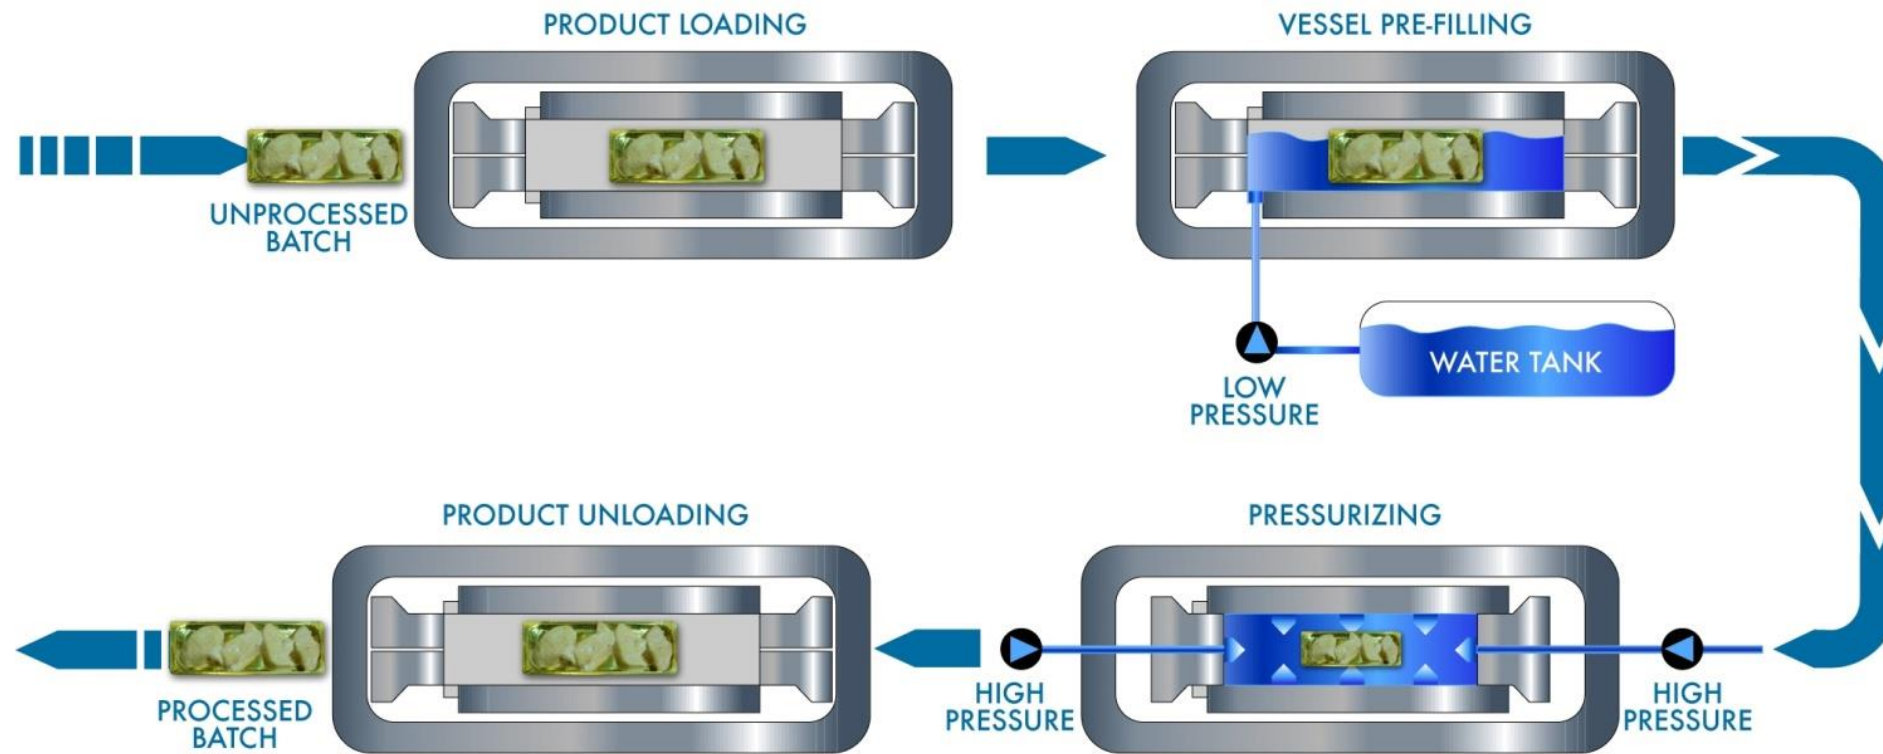 PRODUCT LOADING
VESSEL PRE-FILLING
UNPROCESSED
BATCH
WATER TANK
LOW
PRESSURE
PRODUCT UNLOADING
PRESSURIZING
PROCESSED
BATCH
HIGH
PRESSURE
HIGH
PRESSURE